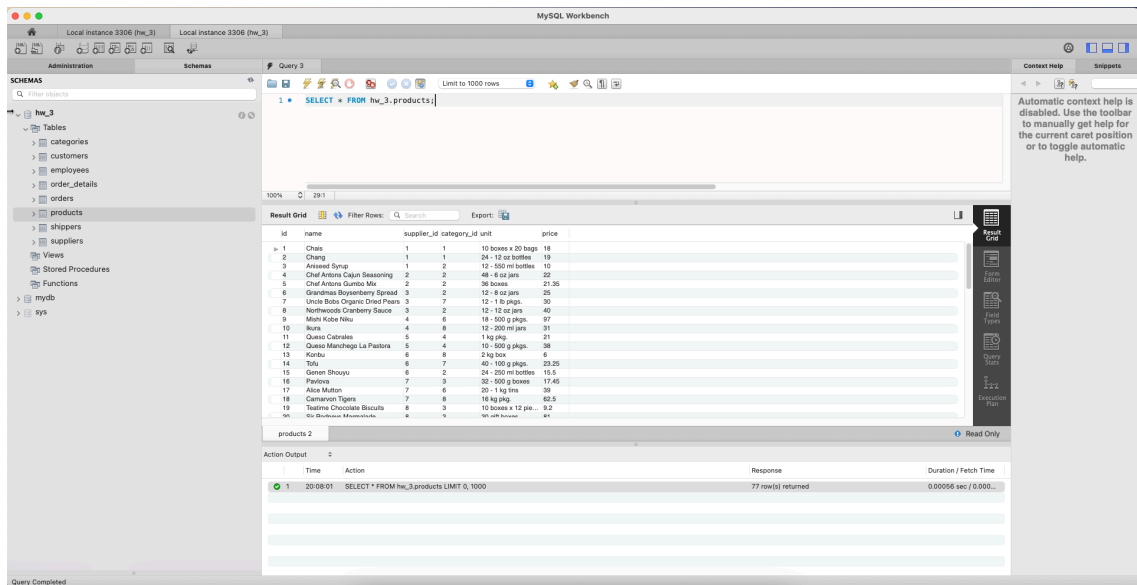 MySQL Workbench
Local instance 3306 (hw_3)
Local instance 3306 (hw_3)
Administration
Schemas
Query 3
Context Help
Snippets
SCHEMAS
Filter objects
Limit to 1000 rows
hw_3
Tables
categories
customers
employees
order_details
orders
products
shippers
suppliers
Views
Stored Procedures
Functions
mydb
sys
1 SELECT * FROM hw_3.products;
Automatic context help is
disabled. Use the toolbar
to manually get help for
the current caret position
or to toggle automatic
help.
100% 29:1
Result Grid Filter Rows: Search Export:
id name supplier_id category_id unit price
1 Chais 1 1 10 boxes x 20 bags 18
2 Chang 1 1 24 - 12 oz bottles 19
3 Aniseed Syrup 1 2 12 - 550 ml bottles 10
4 Chef Antons Cajun Seasoning 2 2 48 - 6 oz jars 22
5 Chef Antons Gumbo Mix 2 2 36 boxes 21.35
6 Grandmas Boysenberry Spread 3 2 12 - 8 oz jars 25
7 Uncle Bobs Organic Dried Pears 3 7 12 - 1 lb pkgs. 30
8 Northwoods Cranberry Sauce 3 2 12 - 12 oz jars 40
9 Mishi Kobe Niku 4 6 18 - 500 g pkgs. 97
10 Ikura 4 8 12 - 200 ml jars 31
11 Queso Cabrales 5 4 1 kg pkg. 21
12 Queso Manchego La Pastora 5 4 10 - 500 g pkgs. 38
13 Konbu 6 8 2 kg box 6
14 Tofu 6 7 40 - 100 g pkgs. 23.25
15 Genen Shouyu 6 2 24 - 250 ml bottles 15.5
16 Pavlova 7 3 32 - 500 g boxes 17.45
17 Alice Mutton 7 6 20 - 1 kg tins 39
18 Carnarvon Tigers 7 8 16 kg pkg. 62.5
19 Teatime Chocolate Biscuits 8 3 10 boxes x 12 pie... 9.2
20 Sir Rodneys Marmalade 8 3 30 gift boxes 81
Result
Grid
Form
Editor
Field
Types
Query
Stats
Execution
Plan
products 2
Read Only
Action Output
Time Action Response Duration / Fetch Time
1 20:08:01 SELECT * FROM hw_3.products LIMIT 0, 1000 77 row(s) returned 0.00056 sec / 0.000...
Query Completed